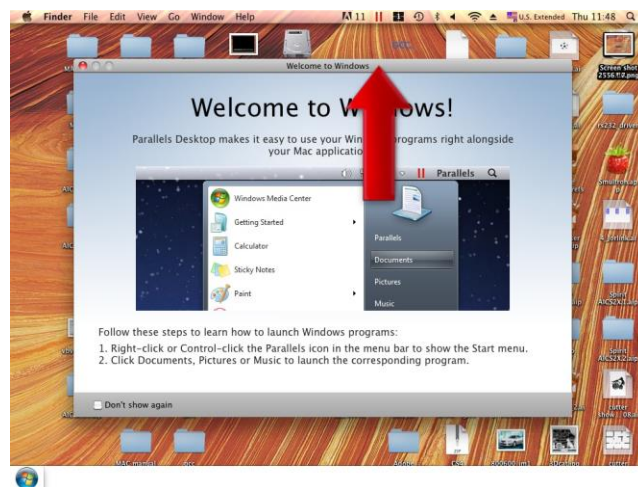 Finder File Edit View Go Window Help
11
U.S. Extended Thu 11:48
Welcome to Windows
Screen shot
Welcome to W ows!
Parallels Desktop makes it easy to use your Win programs right alongside
your Mac applicatio
Parallels
Windows Media Center
Getting Started
Calculator
Sticky Notes
Paint
Parallels
Documents
Pictures
Music
Follow these steps to learn how to launch Windows programs:
1. Right-click or Control-click the Parallels icon in the menu bar to show the Start menu.
2. Click Documents, Pictures or Music to launch the corresponding program.
Don't show again